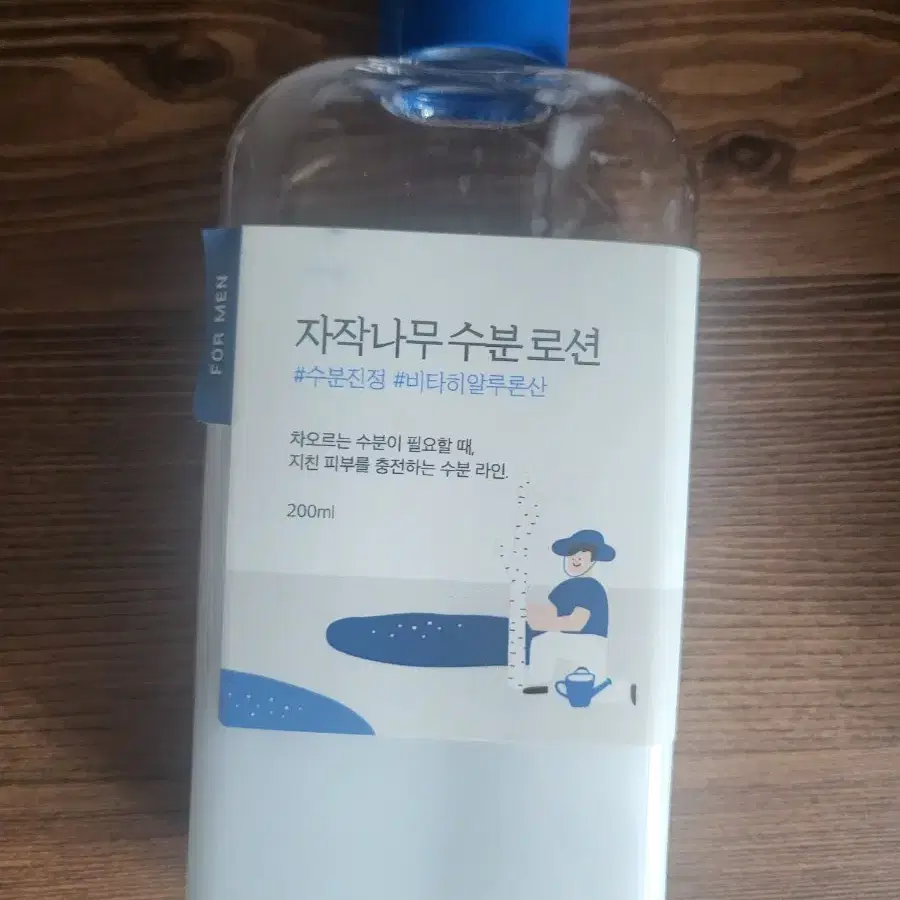 FOR MEN
자작나무 수분 로션
#수분진정 #비타히알루론산
차오르는 수분이 필요할 때,
지친 피부를 충전하는 수분 라인.
200ml